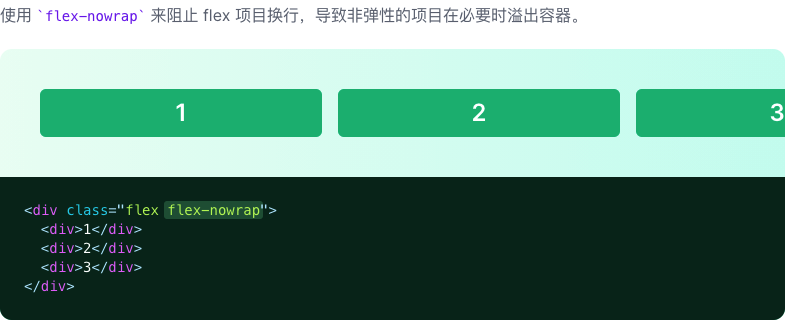 使用 `flex-nowrap` 来阻止 flex 项目换行，导致非弹性的项目在必要时溢出容器。
1 2 3
<div class="flex flex-nowrap">
  <div>1</div>
  <div>2</div>
  <div>3</div>
</div>